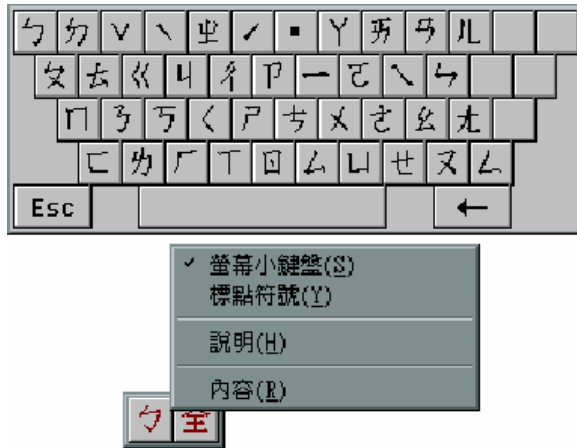 ㄅ ㄉ ˇ ˋ ㄓ ˊ ˙ ㄚ ㄞ ㄢ ㄦ
ㄆ ㄊ ㄍ ㄐ ㄔ ㄗ ㄧ ㄛ ㄟ ㄣ
ㄇ ㄋ ㄎ ㄑ ㄕ ㄘ ㄨ ㄜ ㄠ ㄤ
ㄈ ㄌ ㄏ ㄒ ㄖ ㄙ ㄩ ㄝ ㄡ ㄥ
Esc ←
✓ 螢幕小鍵盤(S)
標點符號(Y)
說明(H)
內容(R)
ㄅ 全